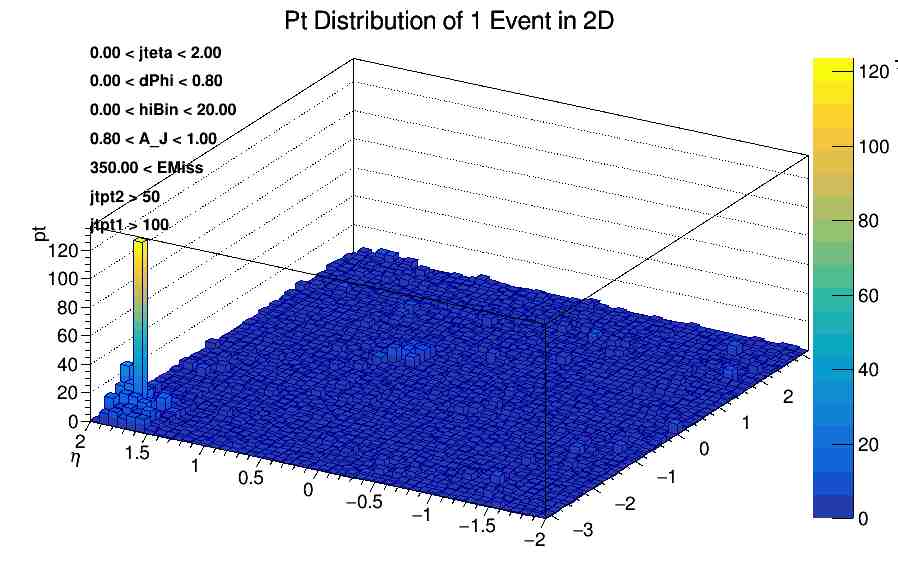 Pt Distribution of 1 Event in 2D
0.00 < jteta < 2.00
0.00 < dPhi < 0.80
0.00 < hiBin < 20.00
0.80 < A_J < 1.00
350.00 < EMiss
jtpt2 > 50
jtpt1 > 100
pt
120
100
80
60
40
20
0
2
1.5
1
0.5
0
−0.5
−1
−1.5
−2
η
−3
−2
−1
0
1
2
120
100
80
60
40
20
0